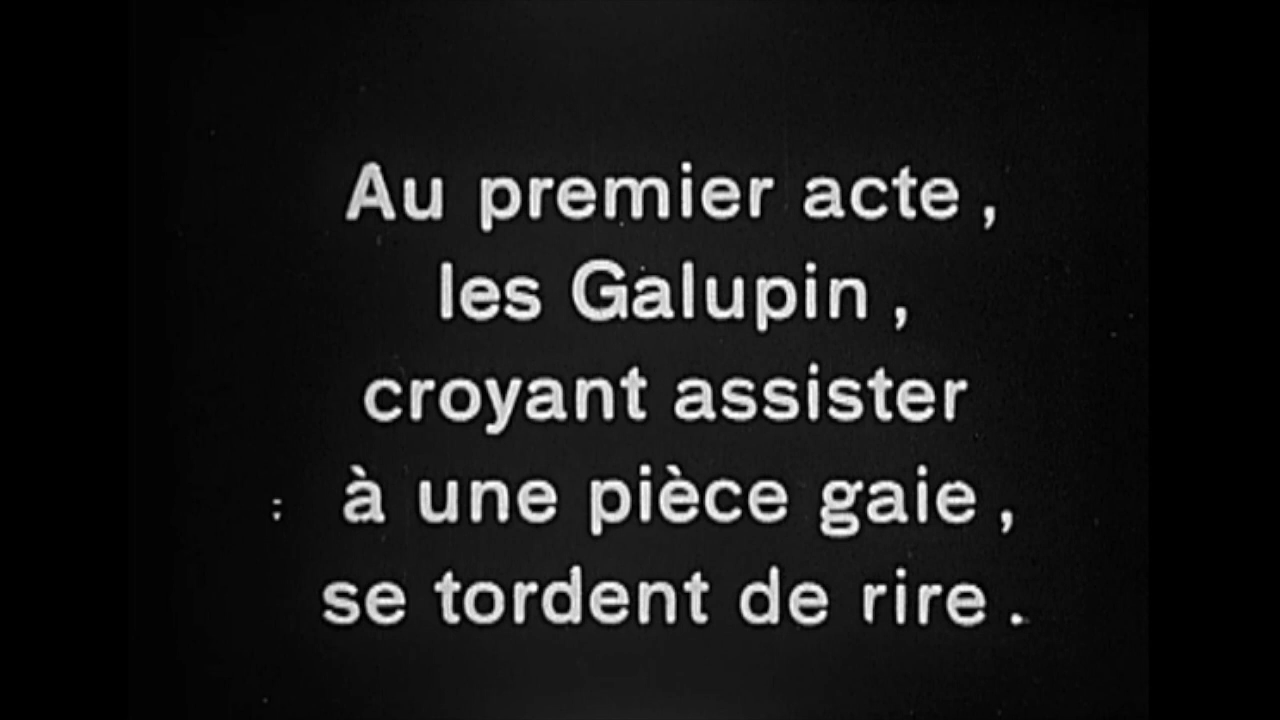 Au premier acte,
les Galupin,
croyant assister
à une pièce gaie,
se tordent de rire.